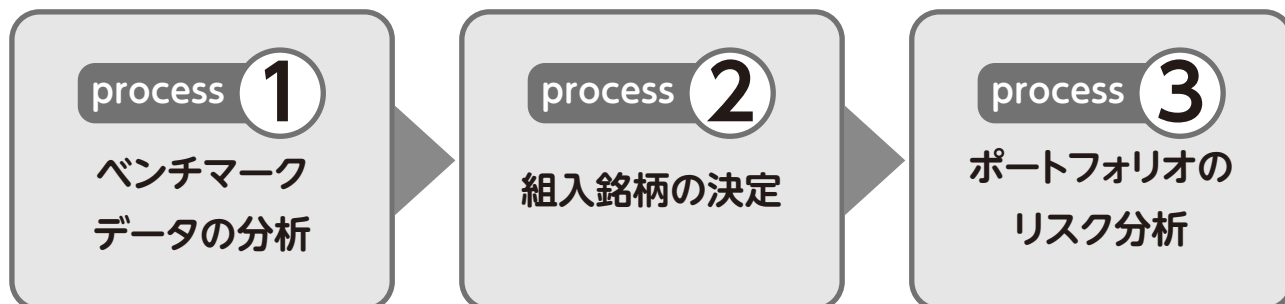 process 1
ベンチマーク
データの分析
process 2
組入銘柄の決定
process 3
ポートフォリオの
リスク分析